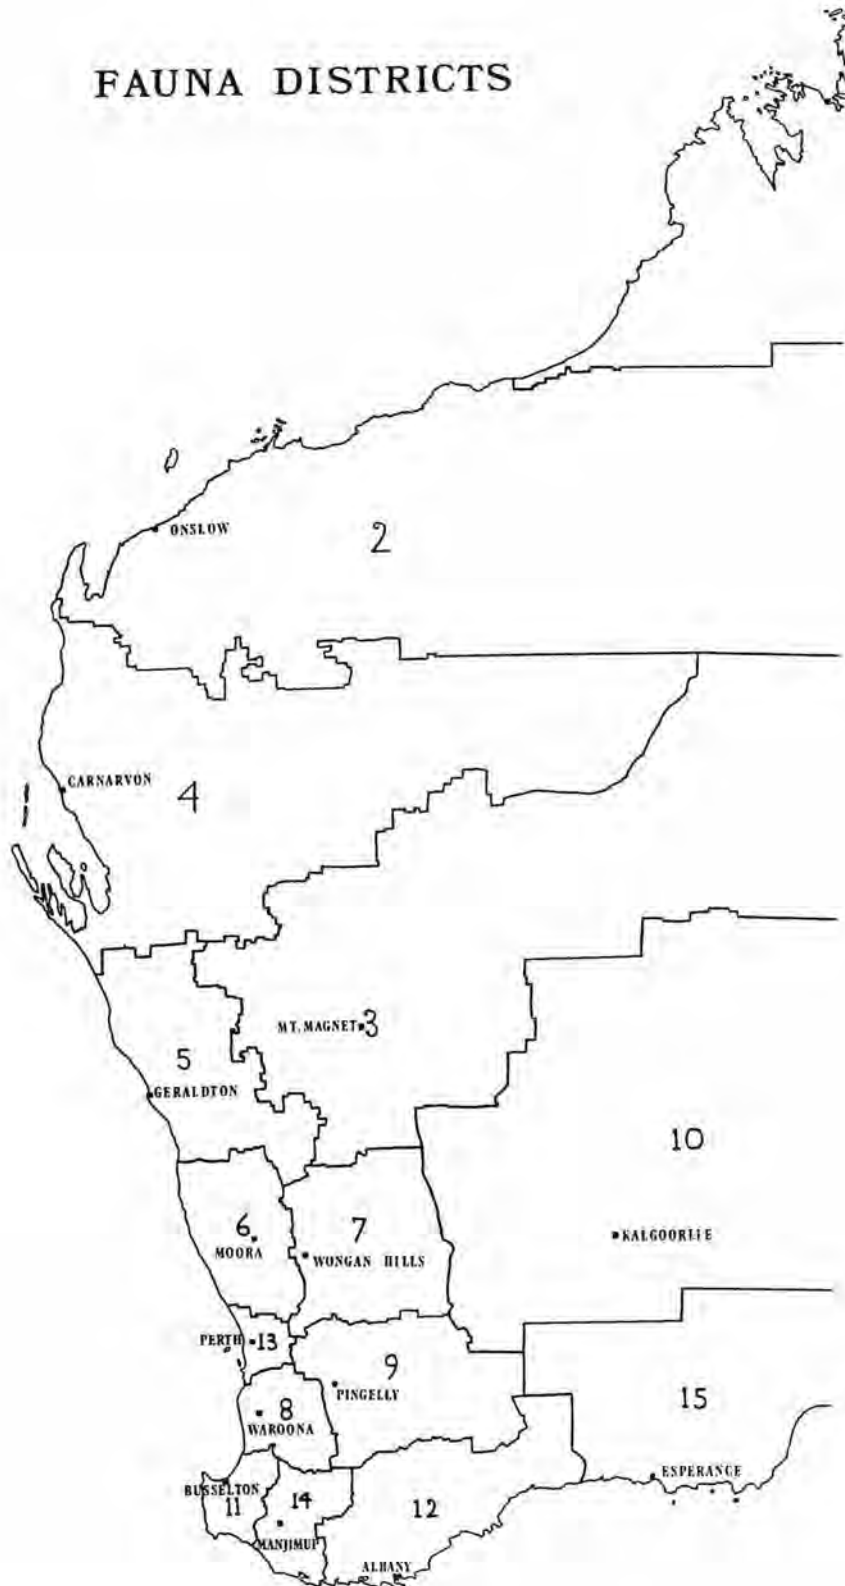 FAUNA DISTRICTS
ONSLOW
2
CARNARVON
4
MT. MAGNET
3
5
GERALDTON
10
6
MOORA
7
WONGAN HILLS
KALGOORLIE
PERTH
13
9
PINGELLY
8
WAROONA
15
BUSSELTON
11
14
MANJIMUP
12
ESPERANCE
ALBANY